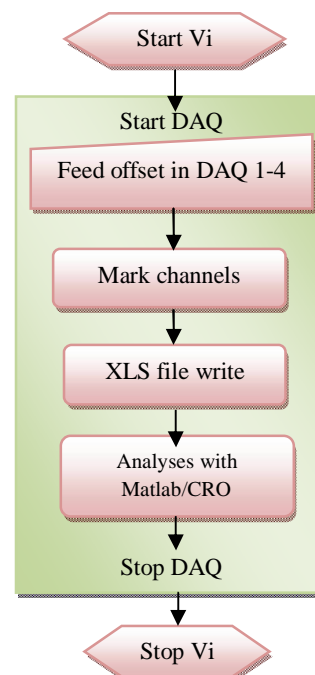 Start Vi
Start DAQ
Feed offset in DAQ 1-4
Mark channels
XLS file write
Analyses with
Matlab/CRO
Stop DAQ
Stop Vi